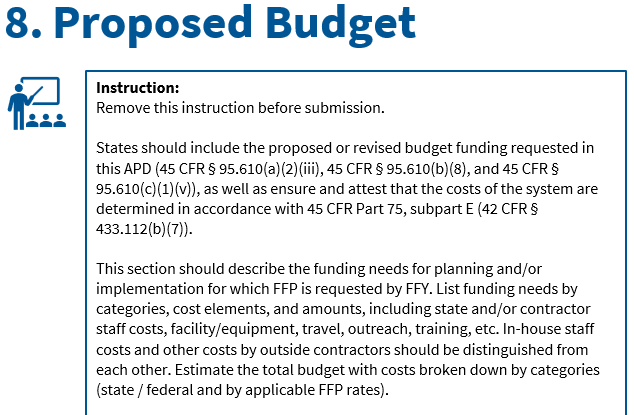 8. Proposed Budget
Instruction:
Remove this instruction before submission.
States should include the proposed or revised budget funding requested in
this APD (45 CFR § 95.610(a)(2)(iii), 45 CFR § 95.610(b)(8), and 45 CFR §
95.610(c)(1)(v)), as well as ensure and attest that the costs of the system are
determined in accordance with 45 CFR Part 75, subpart E (42 CFR §
433.112(b)(7)).
This section should describe the funding needs for planning and/or
implementation for which FFP is requested by FFY. List funding needs by
categories, cost elements, and amounts, including state and/or contractor
staff costs, facility/equipment, travel, outreach, training, etc. In-house staff
costs and other costs by outside contractors should be distinguished from
each other. Estimate the total budget with costs broken down by categories
(state / federal and by applicable FFP rates).